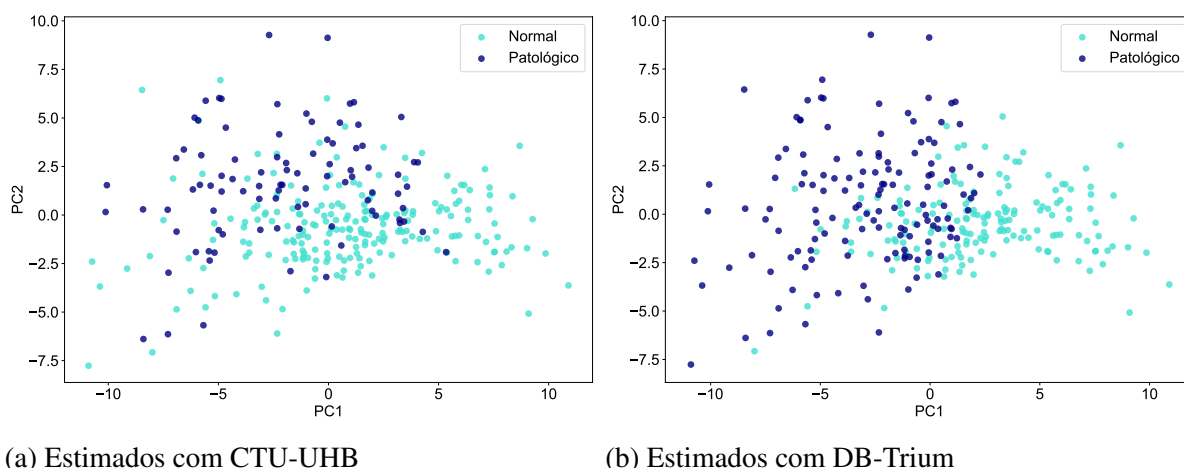 10.0
7.5
5.0
2.5
0.0
−2.5
−5.0
−7.5
PC2
−10
−5
0
5
10
PC1
Normal
Patológico
(a) Estimados com CTU-UHB
10.0
7.5
5.0
2.5
0.0
−2.5
−5.0
−7.5
PC2
−10
−5
0
5
10
PC1
Normal
Patológico
(b) Estimados com DB-Trium